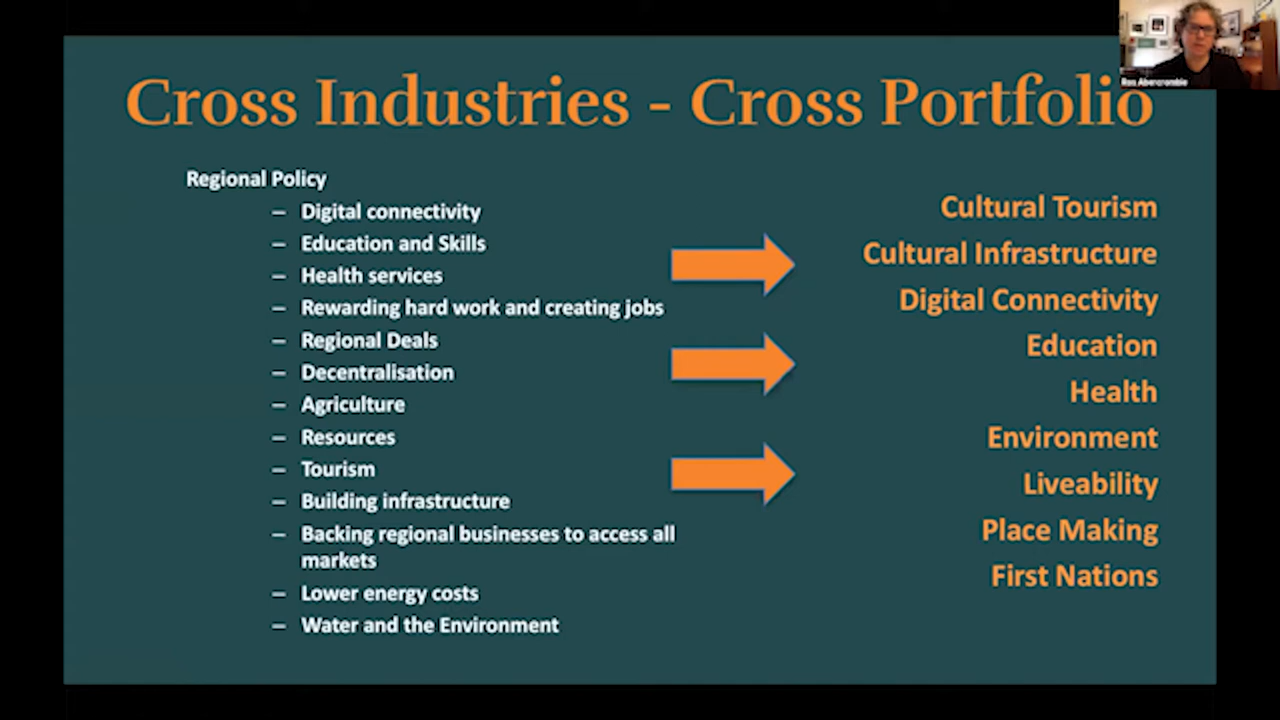 Cross Industries - Cross Portfolio
Ros Abercrombie
Regional Policy
– Digital connectivity
– Education and Skills
– Health services
– Rewarding hard work and creating jobs
– Regional Deals
– Decentralisation
– Agriculture
– Resources
– Tourism
– Building infrastructure
– Backing regional businesses to access all
markets
– Lower energy costs
– Water and the Environment
Cultural Tourism
Cultural Infrastructure
Digital Connectivity
Education
Health
Environment
Liveability
Place Making
First Nations